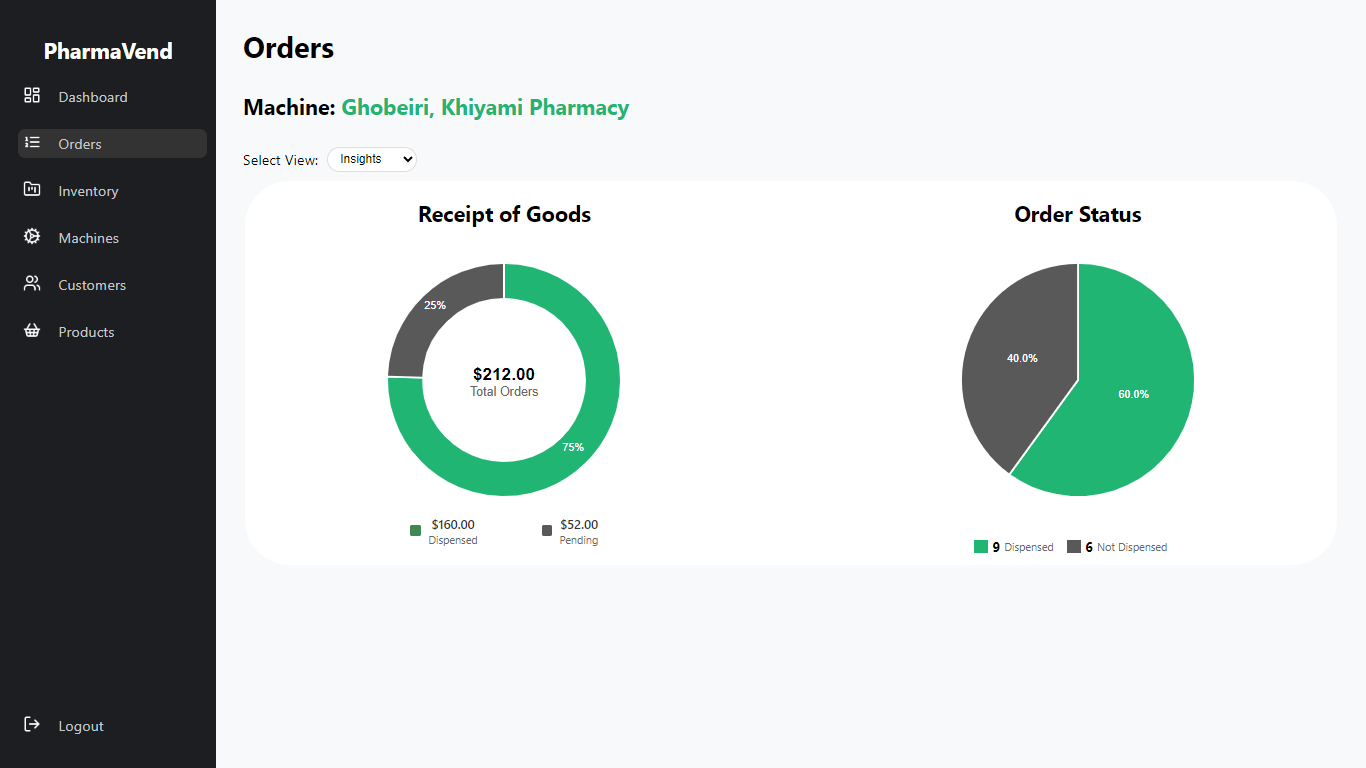 PharmaVend
Dashboard
Orders
Inventory
Machines
Customers
Products
Logout
Orders
Machine: Ghobeiri, Khiyami Pharmacy
Select View: Insights
Receipt of Goods
25%
$212.00
Total Orders
75%
$160.00
Dispensed
$52.00
Pending
Order Status
40.0%
60.0%
9 Dispensed
6 Not Dispensed